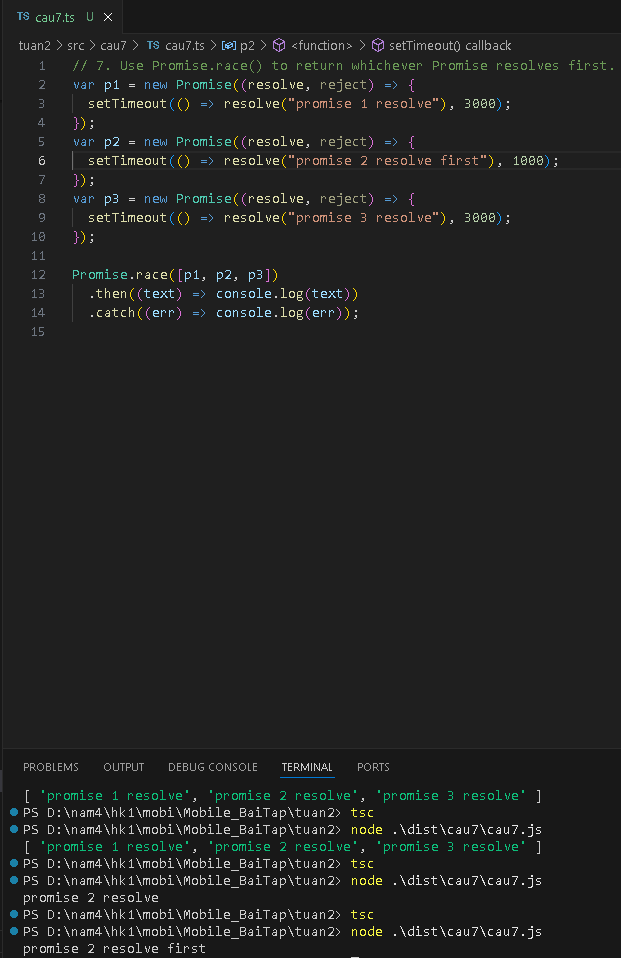 TS cau7.ts U ×
tuan2 > src > cau7 > TS cau7.ts > p2 > <function> > setTimeout() callback
1 // 7. Use Promise.race() to return whichever Promise resolves first.
2 var p1 = new Promise((resolve, reject) => {
3 setTimeout(() => resolve("promise 1 resolve"), 3000);
4 });
5 var p2 = new Promise((resolve, reject) => {
6 setTimeout(() => resolve("promise 2 resolve first"), 1000);
7 });
8 var p3 = new Promise((resolve, reject) => {
9 setTimeout(() => resolve("promise 3 resolve"), 3000);
10 });
11
12 Promise.race([p1, p2, p3])
13 .then((text) => console.log(text))
14 .catch((err) => console.log(err));
15
PROBLEMS OUTPUT DEBUG CONSOLE TERMINAL PORTS
[ 'promise 1 resolve', 'promise 2 resolve', 'promise 3 resolve' ]
PS D:\nam4\hk1\mobi\Mobile_BaiTap\tuan2> tsc
PS D:\nam4\hk1\mobi\Mobile_BaiTap\tuan2> node .\dist\cau7\cau7.js
[ 'promise 1 resolve', 'promise 2 resolve', 'promise 3 resolve' ]
PS D:\nam4\hk1\mobi\Mobile_BaiTap\tuan2> tsc
PS D:\nam4\hk1\mobi\Mobile_BaiTap\tuan2> node .\dist\cau7\cau7.js
promise 2 resolve
PS D:\nam4\hk1\mobi\Mobile_BaiTap\tuan2> tsc
PS D:\nam4\hk1\mobi\Mobile_BaiTap\tuan2> node .\dist\cau7\cau7.js
promise 2 resolve first